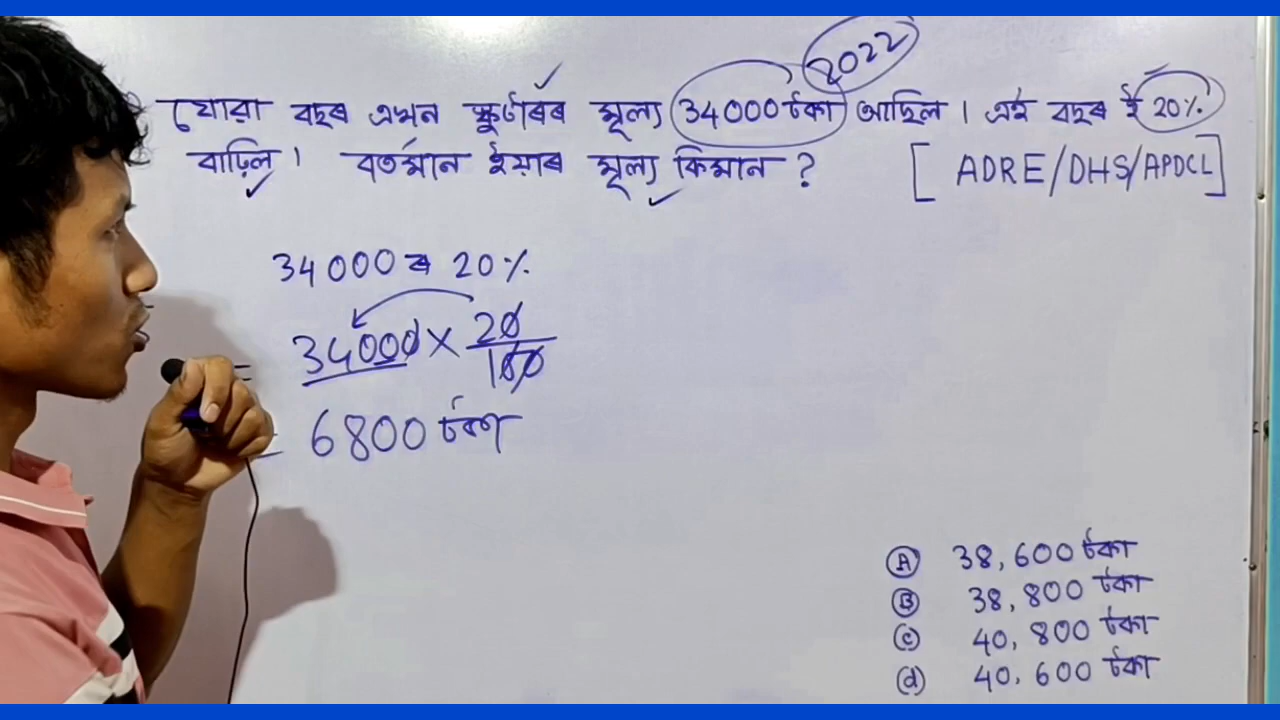 2022
যোৱা বছৰ এখন স্কুটাৰৰ মূল্য 34000 টকা আছিল । এই বছৰ ই 20%
বাঢ়িল । বৰ্তমান ইয়াৰ মূল্য কিমান ? [ ADRE/DHS/APDCL]
34000 ৰ 20%
= 34000 × 20/100
= 6800 টকা
(A) 38,600 টকা
(B) 38,800 টকা
(c) 40,800 টকা
(d) 40,600 টকা